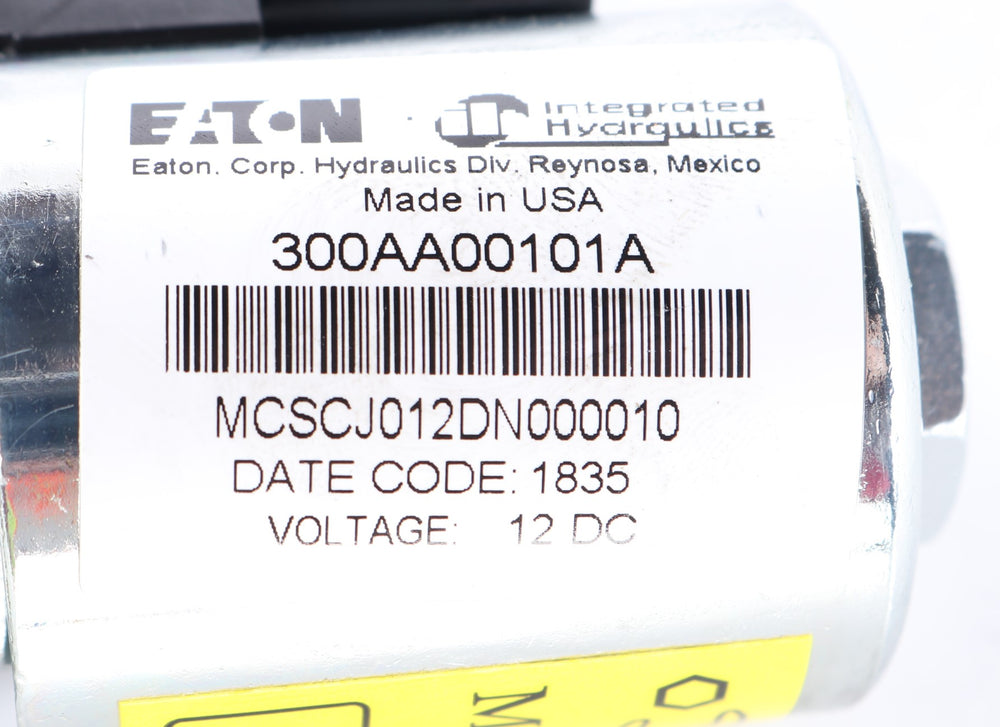 EATON Integrated
Hydraulics
Eaton. Corp. Hydraulics Div. Reynosa, Mexico
Made in USA
300AA00101A
MCSCJ012DN000010
DATE CODE: 1835
VOLTAGE: 12 DC